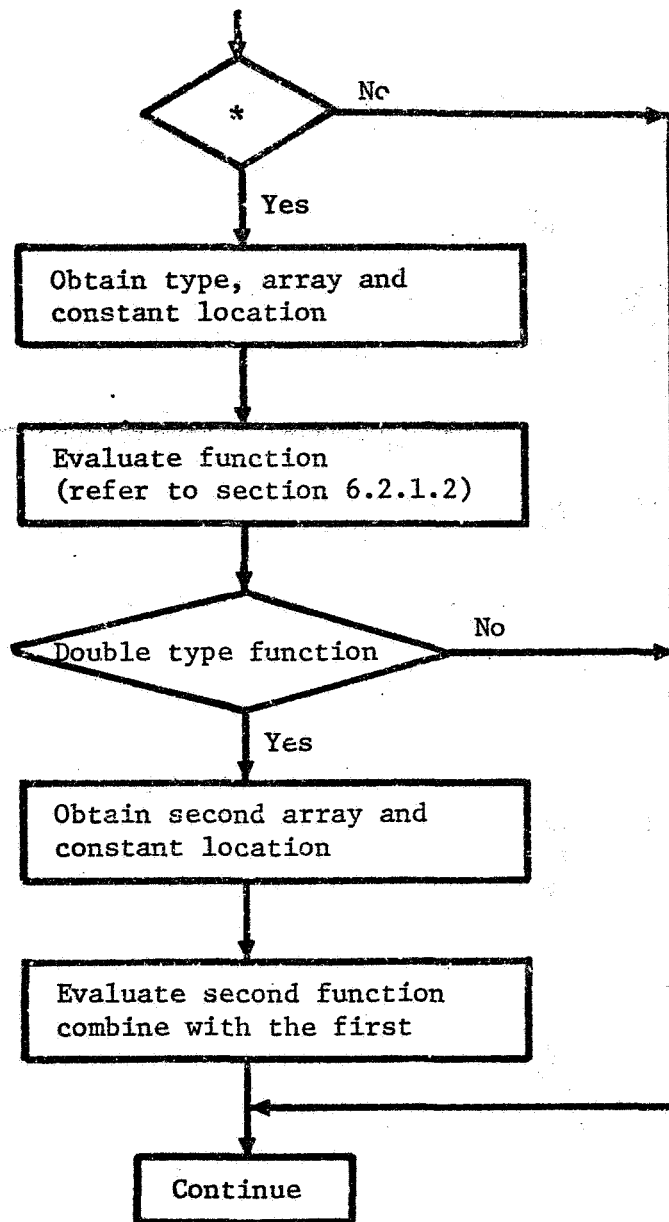 *
No
Yes
Obtain type, array and
constant location
Evaluate function
(refer to section 6.2.1.2)
Double type function
No
Yes
Obtain second array and
constant location
Evaluate second function
combine with the first
Continue